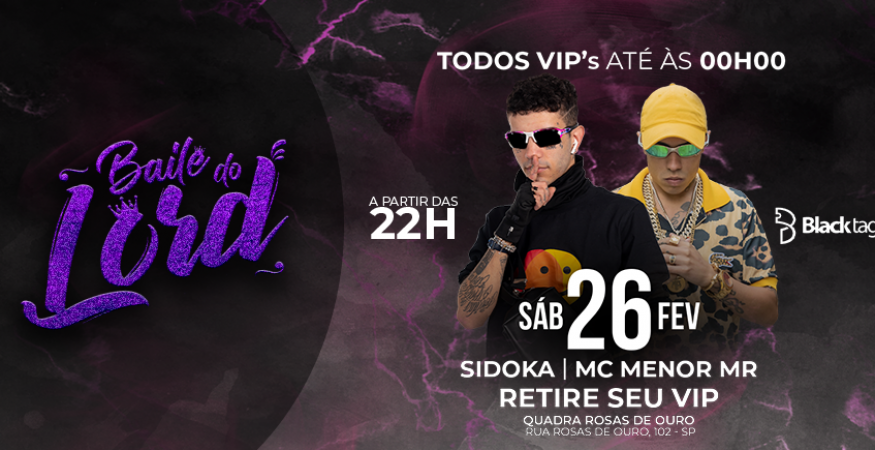 Baile do
Lord
TODOS VIP's ATÉ ÀS 00H00
A PARTIR DAS
22H
Blacktag
SÁB 26 FEV
SIDOKA | MC MENOR MR
RETIRE SEU VIP
QUADRA ROSAS DE OURO
RUA ROSAS DE OURO, 102 - SP